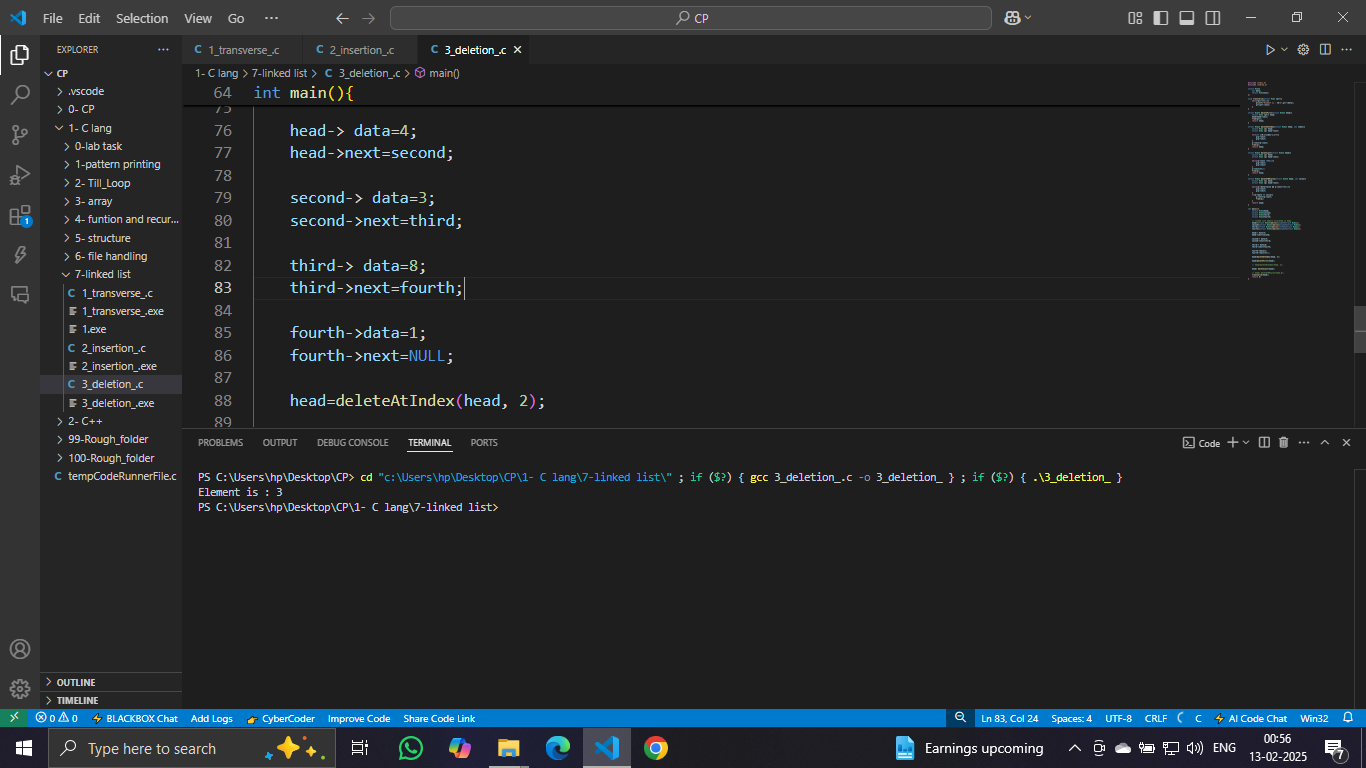 File Edit Selection View Go ··· CP
EXPLORER ···
1_transverse_.c 2_insertion_.c 3_deletion_.c
CP
.vscode
0- CP
1- C lang
0-lab task
1-pattern printing
2- Till_Loop
3- array
4- funtion and recur...
5- structure
6- file handling
7-linked list
1_transverse_.c
1_transverse_.exe
1.exe
2_insertion_.c
2_insertion_.exe
3_deletion_.c
3_deletion_.exe
2- C++
99-Rough_folder
100-Rough_folder
tempCodeRunnerFile.c
OUTLINE
TIMELINE
1
1- C lang > 7-linked list > C 3_deletion_.c > main()
64 int main(){
75
76 head-> data=4;
77 head->next=second;
78
79 second-> data=3;
80 second->next=third;
81
82 third-> data=8;
83 third->next=fourth;
84
85 fourth->data=1;
86 fourth->next=NULL;
87
88 head=deleteAtIndex(head, 2);
89
PROBLEMS OUTPUT DEBUG CONSOLE TERMINAL PORTS Code
PS C:\Users\hp\Desktop\CP> cd "c:\Users\hp\Desktop\CP\1- C lang\7-linked list\" ; if ($?) { gcc 3_deletion_.c -o 3_deletion_ } ; if ($?) { .\3_deletion_ }
Element is : 3
PS C:\Users\hp\Desktop\CP\1- C lang\7-linked list>
0 0 BLACKBOX Chat Add Logs CyberCoder Improve Code Share Code Link Ln 83, Col 24 Spaces: 4 UTF-8 CRLF C AI Code Chat Win32
Type here to search Earnings upcoming ENG 00:56
13-02-2025
7